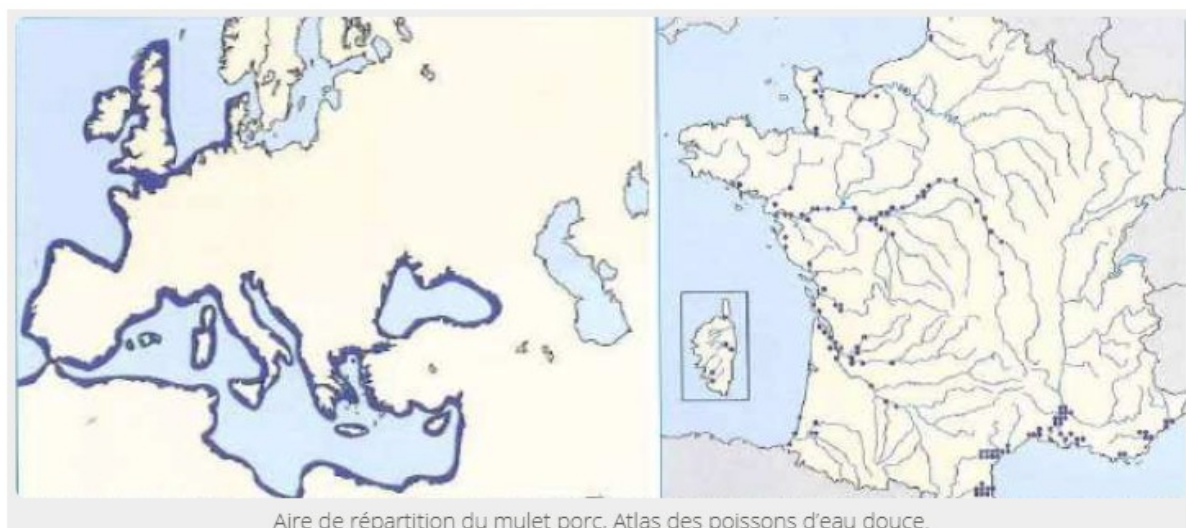 Aire de répartition du mulet porc. Atlas des poissons d'eau douce.